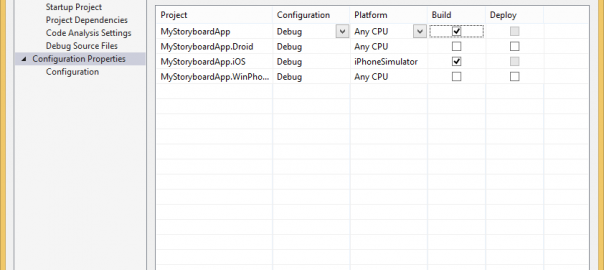 Startup Project
Project Dependencies
Code Analysis Settings
Debug Source Files
Configuration Properties
Configuration
Project Configuration Platform Build Deploy
MyStoryboardApp Debug Any CPU
MyStoryboardApp.Droid Debug Any CPU
MyStoryboardApp.iOS Debug iPhoneSimulator
MyStoryboardApp.WinPho... Debug Any CPU